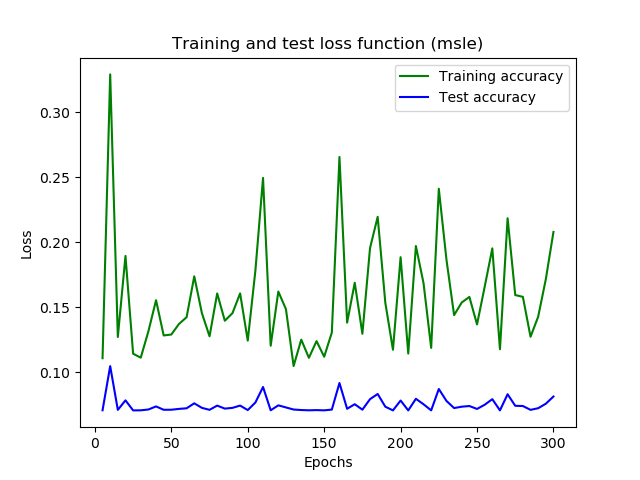 Training and test loss function (msle)
Training accuracy
Test accuracy
0.30
0.25
0.20
0.15
0.10
Loss
0
50
100
150
200
250
300
Epochs